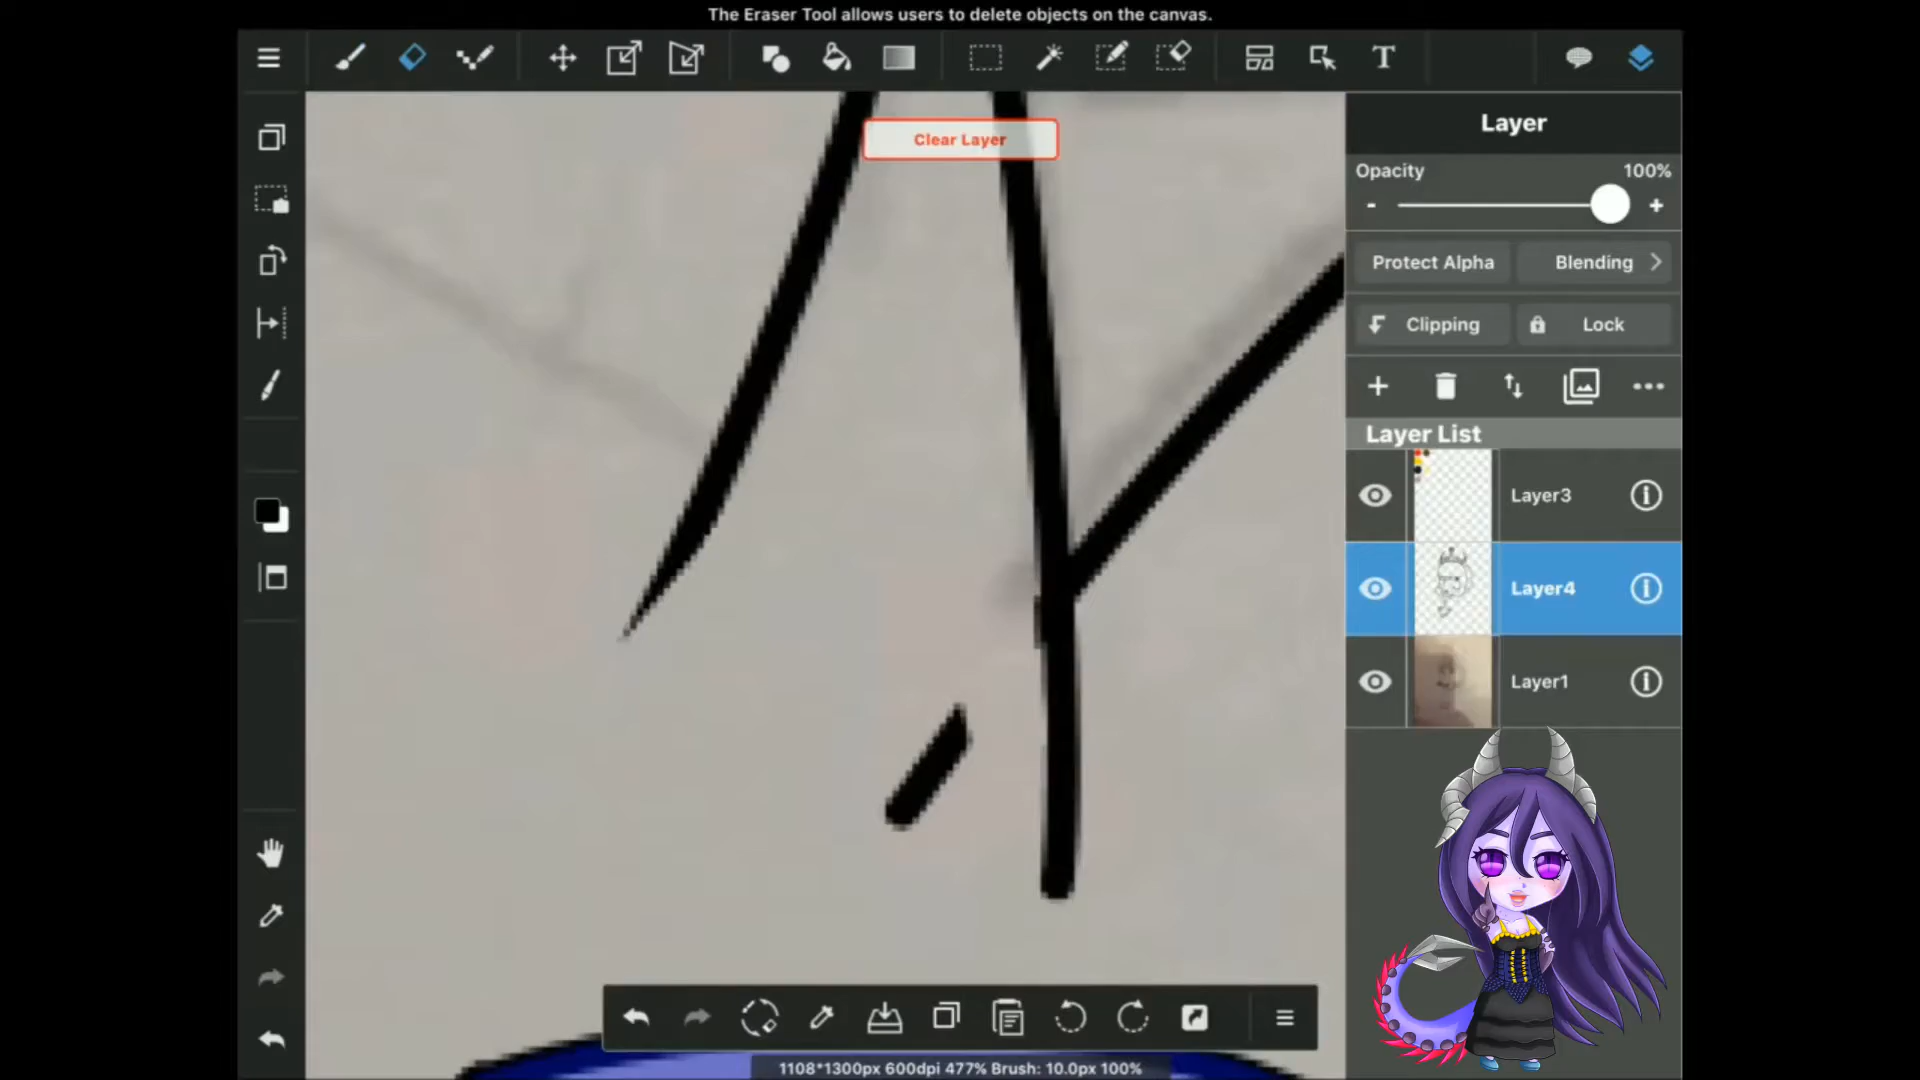 The Eraser Tool allows users to delete objects on the canvas.
T
Clear Layer
Layer
Opacity 100%
- +
Protect Alpha Blending
Clipping Lock
Layer List
Layer3
Layer4
Layer1
1108*1300px 600dpi 477% Brush: 10.0px 100%